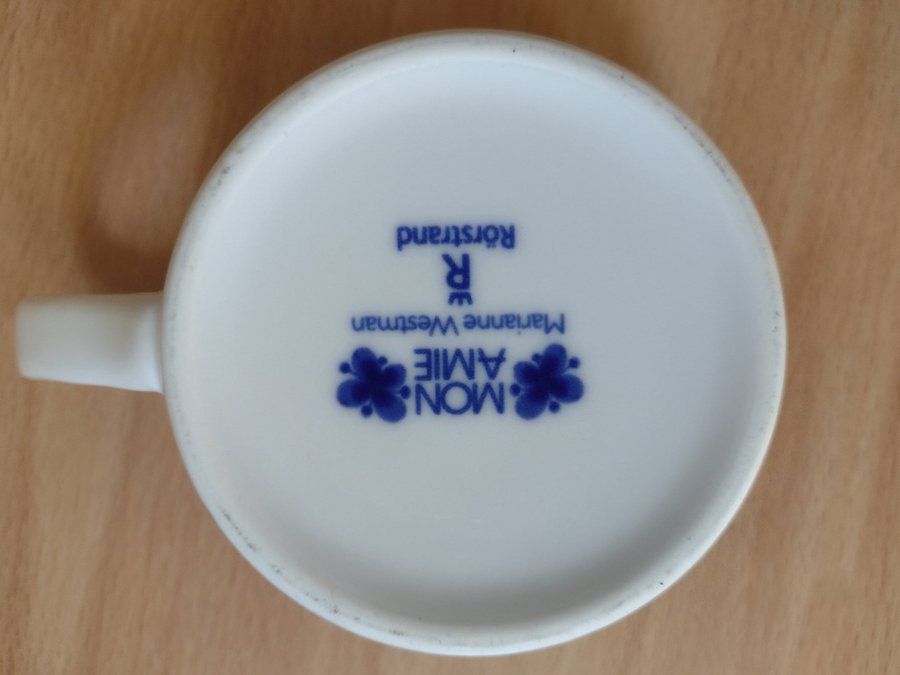 MON
AMIE
Marianne Westman
R
Rörstrand